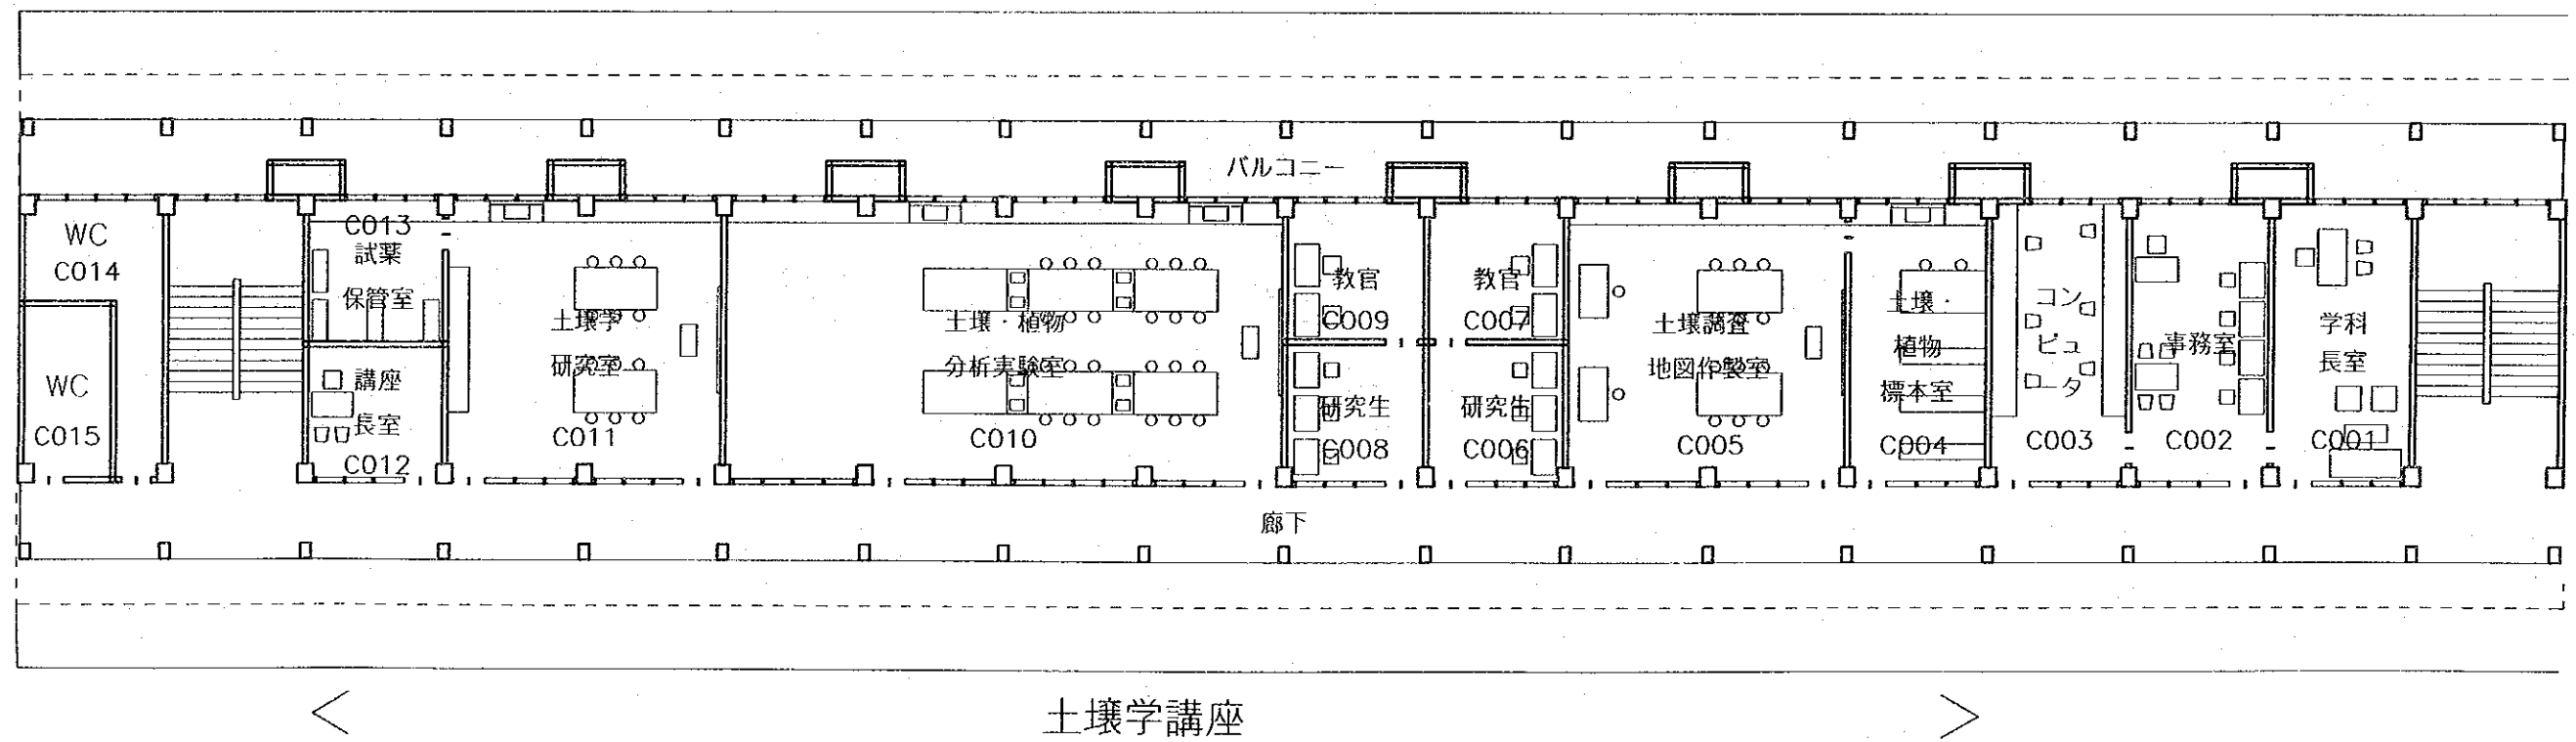 バルコニー
WC
C014
WC
C015
C013
試葉
保管室
講座
長室
C012
土壌学
研究室
C011
土壌・植物
分析実験室
C010
教官
C009
研究生
C008
教官
C007
研究生
C006
土壌調査
地図作製室
C005
土壌・
植物
標本室
C004
コン
ピュ
ータ
C003
事務室
C002
学科
長室
C001
廊下
< 土壌学講座 >